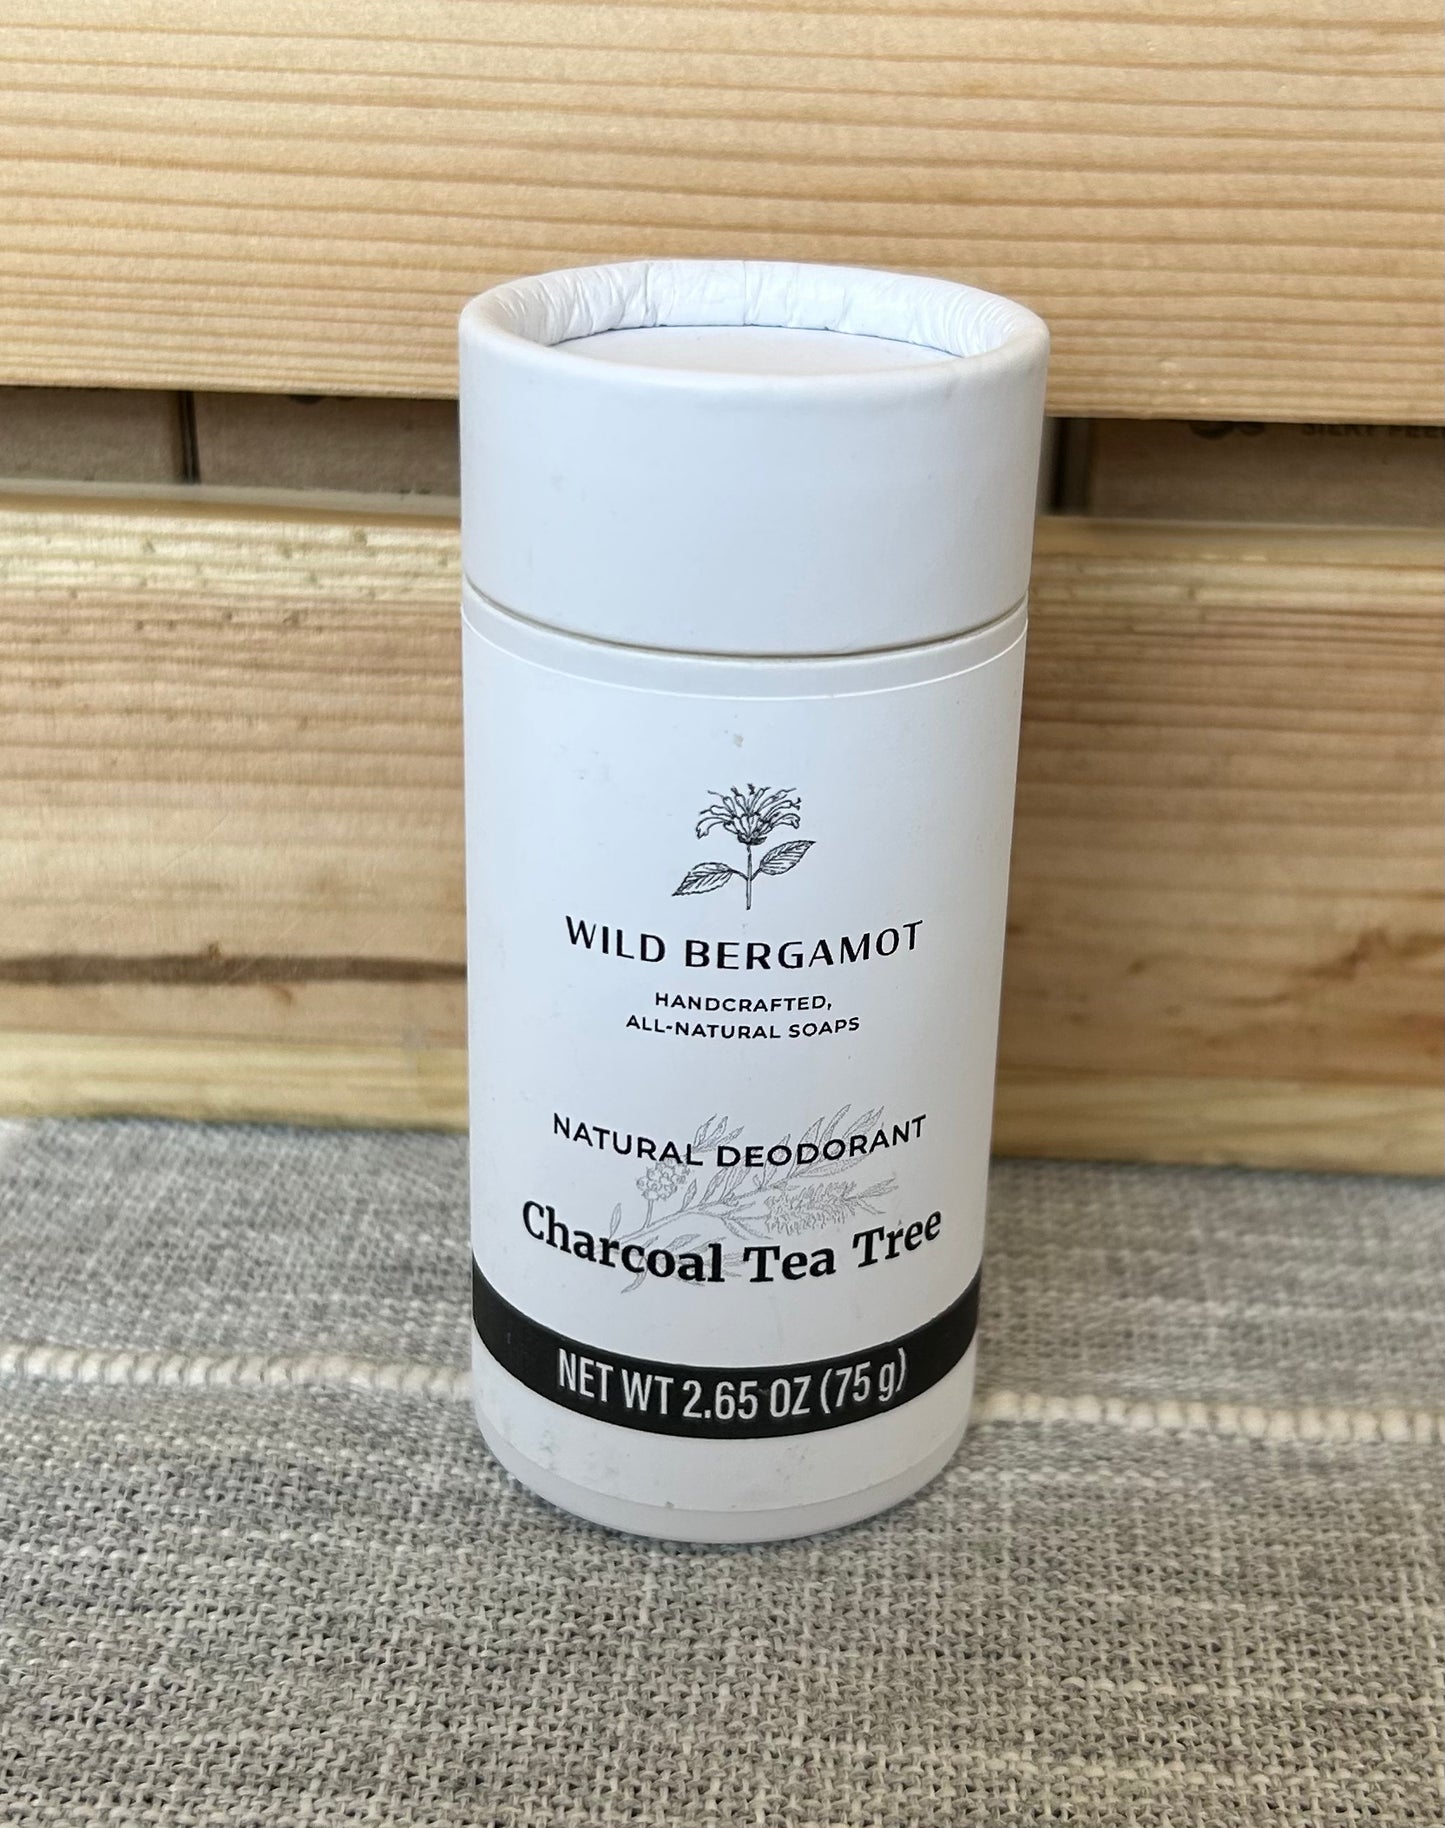 WILD BERGAMOT
HANDCRAFTED,
ALL-NATURAL SOAPS
NATURAL DEODORANT
Charcoal Tea Tree
NET WT 2.65 OZ (75 g)